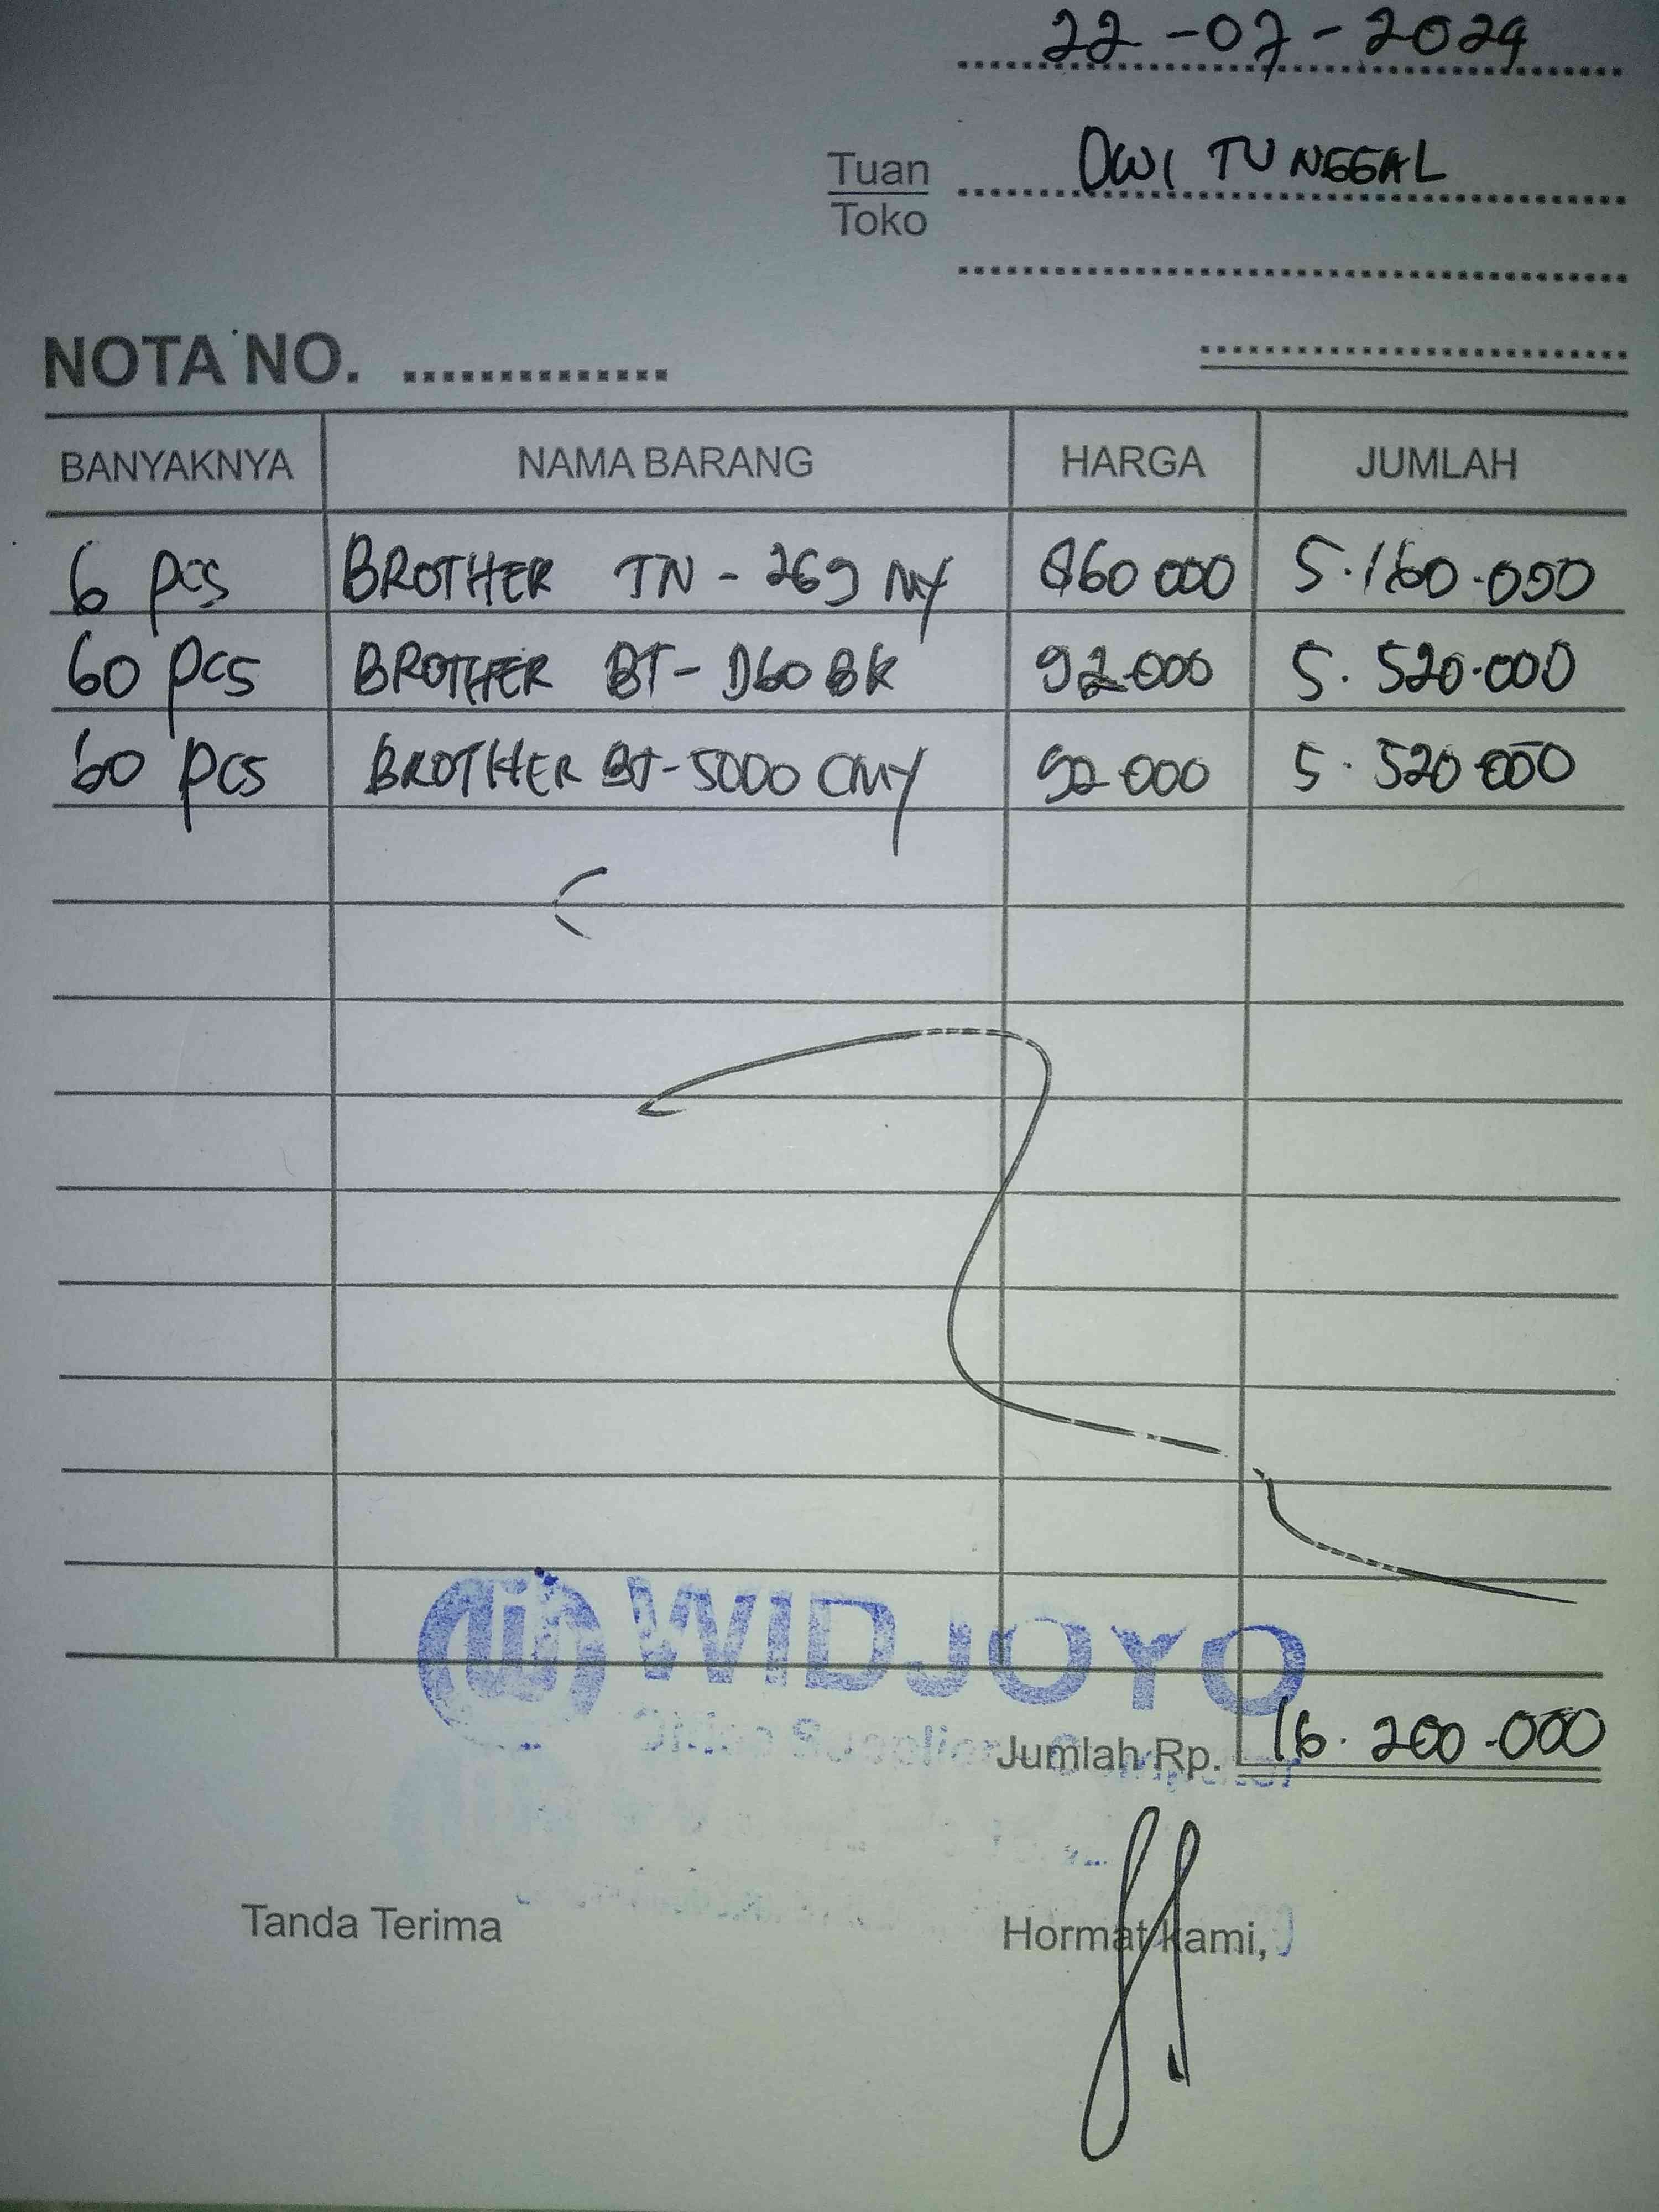 22-07-2024
Tuan DWI TUNGGAL
Toko
NOTA NO.
BANYAKNYA NAMA BARANG HARGA JUMLAH
6 pcs BROTHER TN-269 MY 860 000 5.160.000
60 pcs BROTHER BT-D60 BK 92.000 5.520.000
60 pcs BROTHER BT-5000 CMY 92 000 5.520 000
WIDJOYO
Jumlah Rp. 16.200.000
Tanda Terima Hormat kami,